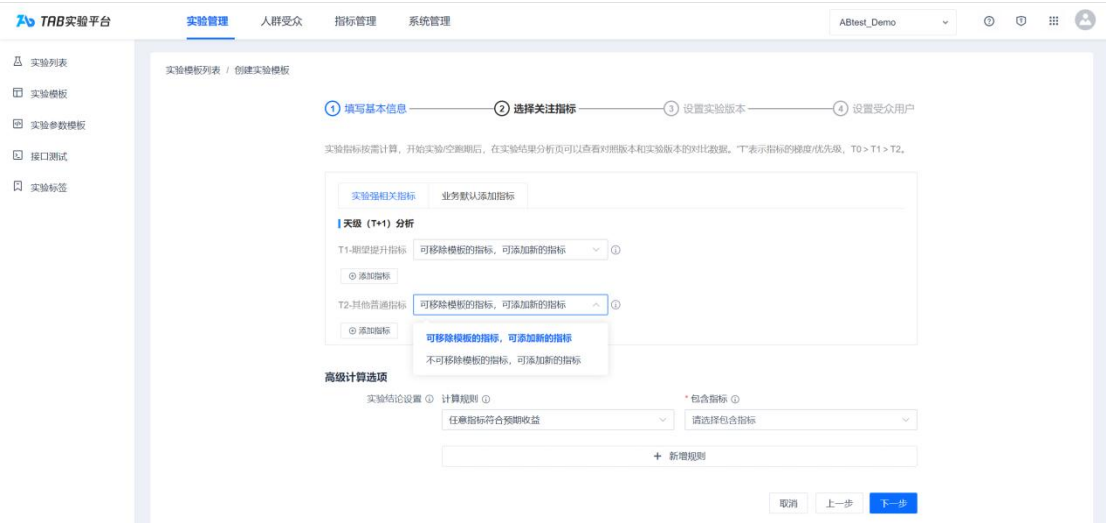 TAB实验平台
实验管理
人群受众
指标管理
系统管理
ABtest_Demo
实验列表
实验模板
实验参数模板
接口测试
实验标签
实验模板列表 / 创建实验模板
1 填写基本信息
2 选择关注指标
3 设置实验版本
4 设置受众用户
实验指标按需计算，开始实验/空跑期后，在实验结果分析页可以查看对照版本和实验版本的对比数据。“T”表示指标的梯度/优先级，T0 > T1 > T2。
实验强相关指标
业务默认添加指标
天级（T+1）分析
T1-期望提升指标 可移除模板的指标，可添加新的指标
添加指标
T2-其他普通指标 可移除模板的指标，可添加新的指标
添加指标
可移除模板的指标，可添加新的指标
不可移除模板的指标，可添加新的指标
高级计算选项
实验结论设置 计算规则
* 包含指标
任意指标符合预期收益
请选择包含指标
+ 新增规则
取消
上一步
下一步